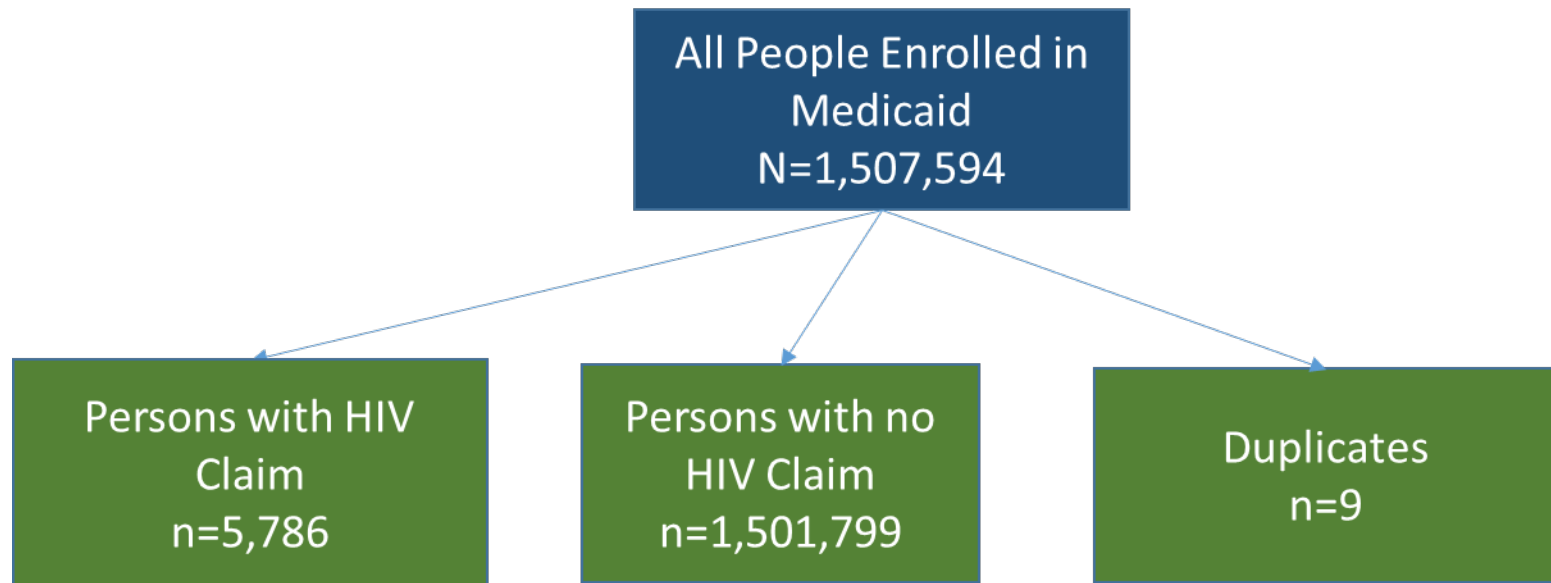 All People Enrolled in
Medicaid
N=1,507,594
Persons with HIV
Claim
n=5,786
Persons with no
HIV Claim
n=1,501,799
Duplicates
n=9